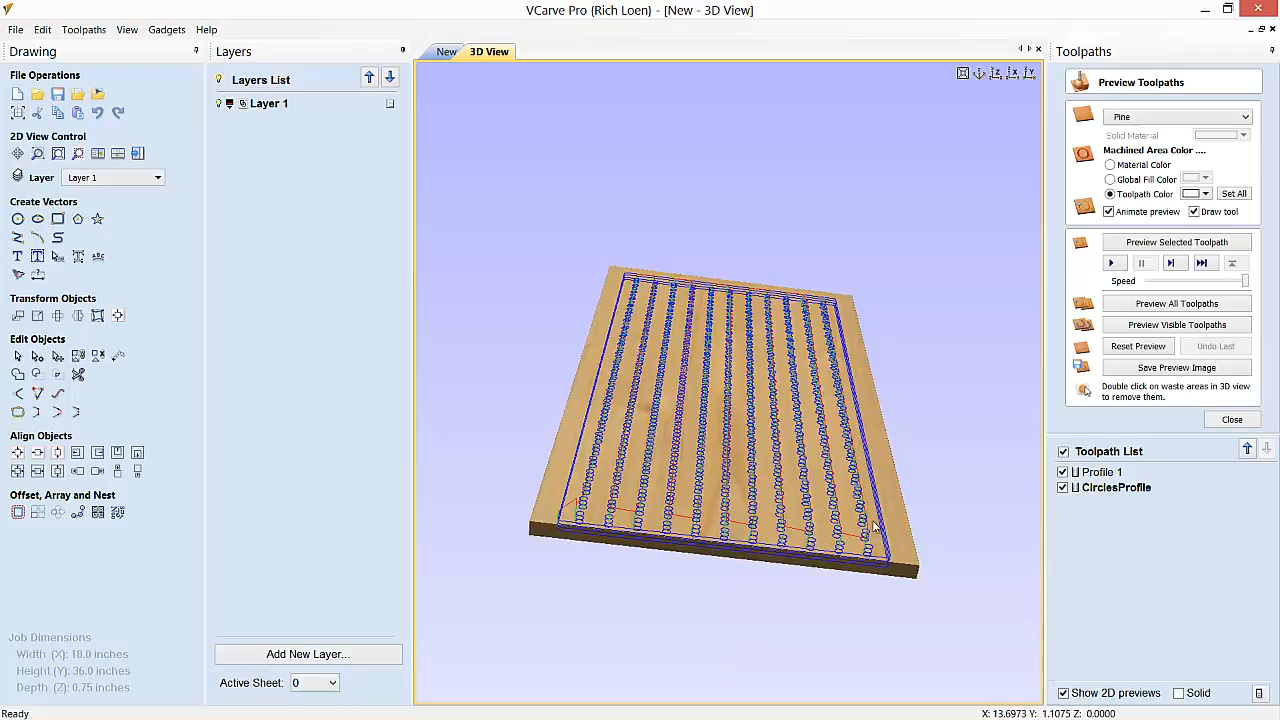 VCarve Pro {Rich Loen} - [New - 3D View]
File Edit Toolpaths View Gadgets Help
Drawing
File Operations
2D View Control
Layer Layer 1
Create Vectors
Transform Objects
Edit Objects
Align Objects
Offset, Array and Nest
Job Dimensions
Width (X): 18.0 inches
Height (Y): 36.0 inches
Depth (Z): 0.75 inches
Ready
Layers
Layers List
Layer 1
Add New Layer...
Active Sheet: 0
New 3D View
Toolpaths
Preview Toolpaths
Pine
Solid Material
Machined Area Color ....
Material Color
Global Fill Color
Toolpath Color Set All
Animate preview Draw tool
Preview Selected Toolpath
Speed
Preview All Toolpaths
Preview Visible Toolpaths
Reset Preview Undo Last
Save Preview Image
Double click on waste areas in 3D view
to remove them.
Close
Toolpath List
Profile 1
CirclesProfile
Show 2D previews Solid
X: 13.6973 Y: 1.1075 Z: 0.0000